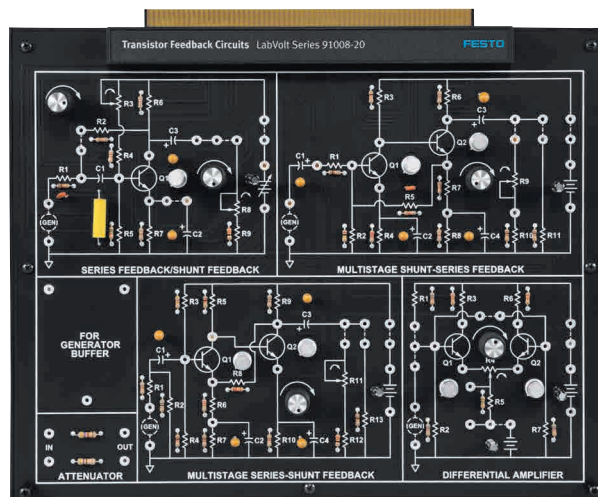 Transistor Feedback Circuits LabVolt Series 91008-20 FESTO
R3 R6
R2
C3
R4
R1 C1
Q1
R8
GEN
R5 R7 C2 R9
SERIES FEEDBACK/SHUNT FEEDBACK
R3 R6
C3
Q2
C1 R1
Q1
R7 R9
R5
GEN
R2 R4 C2 R8 C4 R10 R11
MULTISTAGE SHUNT-SERIES FEEDBACK
FOR
GENERATOR
BUFFER
IN OUT
ATTENUATOR
R3 R5 R9
C3
C1
Q1 Q2
R8
R1 R11
R2 R6
R13
GEN
R4 R7 C2 R10 C4 R12
MULTISTAGE SERIES-SHUNT FEEDBACK
R1 R3 R6
Q1 R4 Q2
R5
GEN
R2 R7
DIFFERENTIAL AMPLIFIER